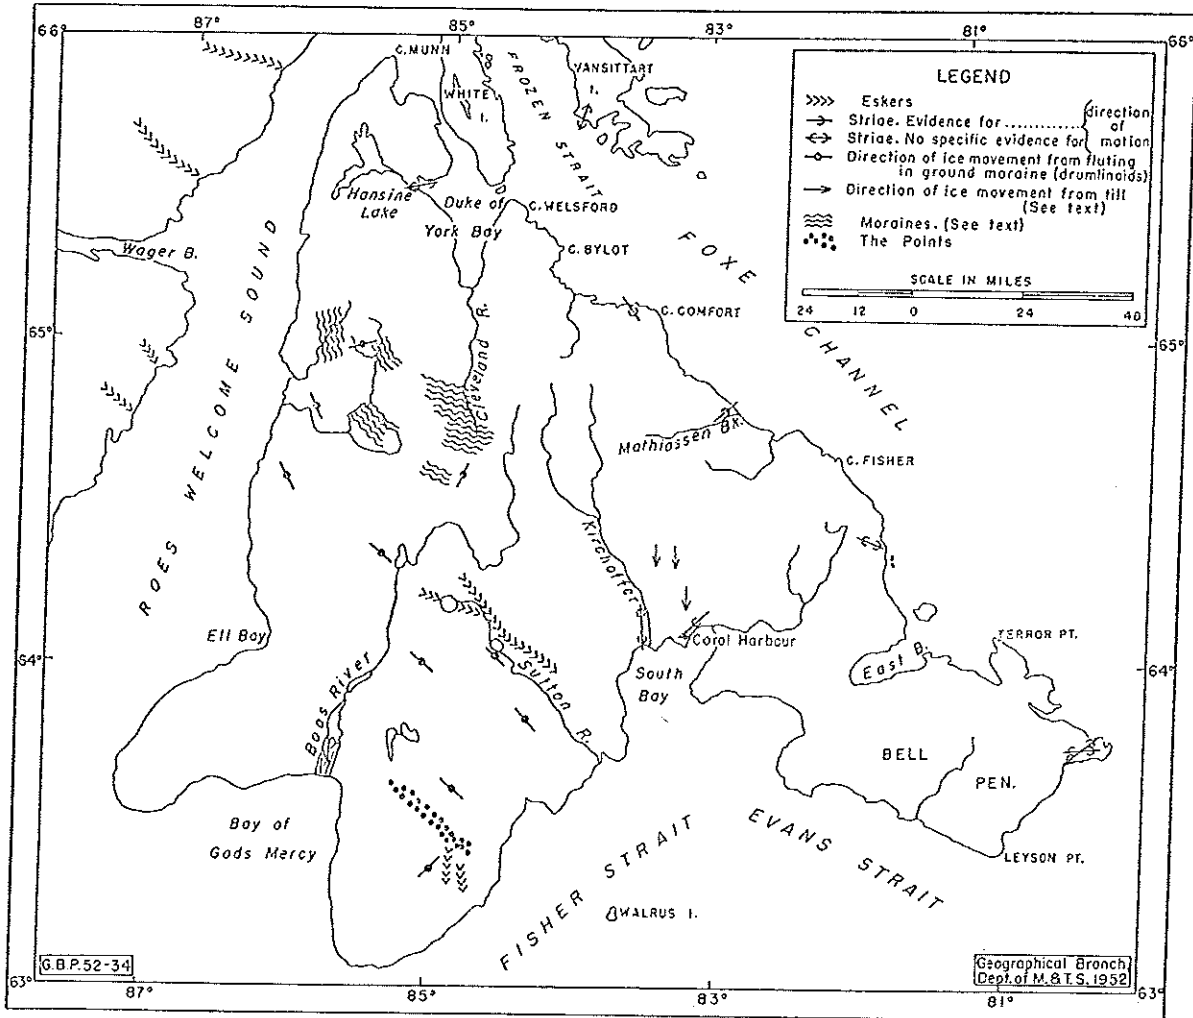 87°
85°
83°
81°
66°
66°
C. MUNN
WHITE
I.
FROZEN STRAIT
VANSITTART
I.
LEGEND
Eskers
Striae. Evidence for ................ direction
of
Striae. No specific evidence for motion
Direction of ice movement from fluting
in ground moraine (drumlinoids)
Direction of ice movement from till
(See text)
Moraines. (See text)
The Points
SCALE IN MILES
24 12 0 24 40
Hansine
Lake
Duke of
York Bay
C. WELSFORD
C. BYLOT
C. COMFORT
Wager B.
ROES WELCOME SOUND
FOXE CHANNEL
65°
65°
Cleveland R.
Mathiassen Bk.
C. FISHER
Kirchoffer
Ell Bay
Coral Harbour
TERROR PT.
64°
64°
East B.
South
Bay
Boas River
Sutton R.
BELL
PEN.
Bay of
Gods Mercy
LEYSON PT.
FISHER STRAIT
EVANS STRAIT
WALRUS I.
G.B.P. 52-34
Geographical Branch
Dept. of M. & T.S. 1952
63°
63°
87°
85°
83°
81°